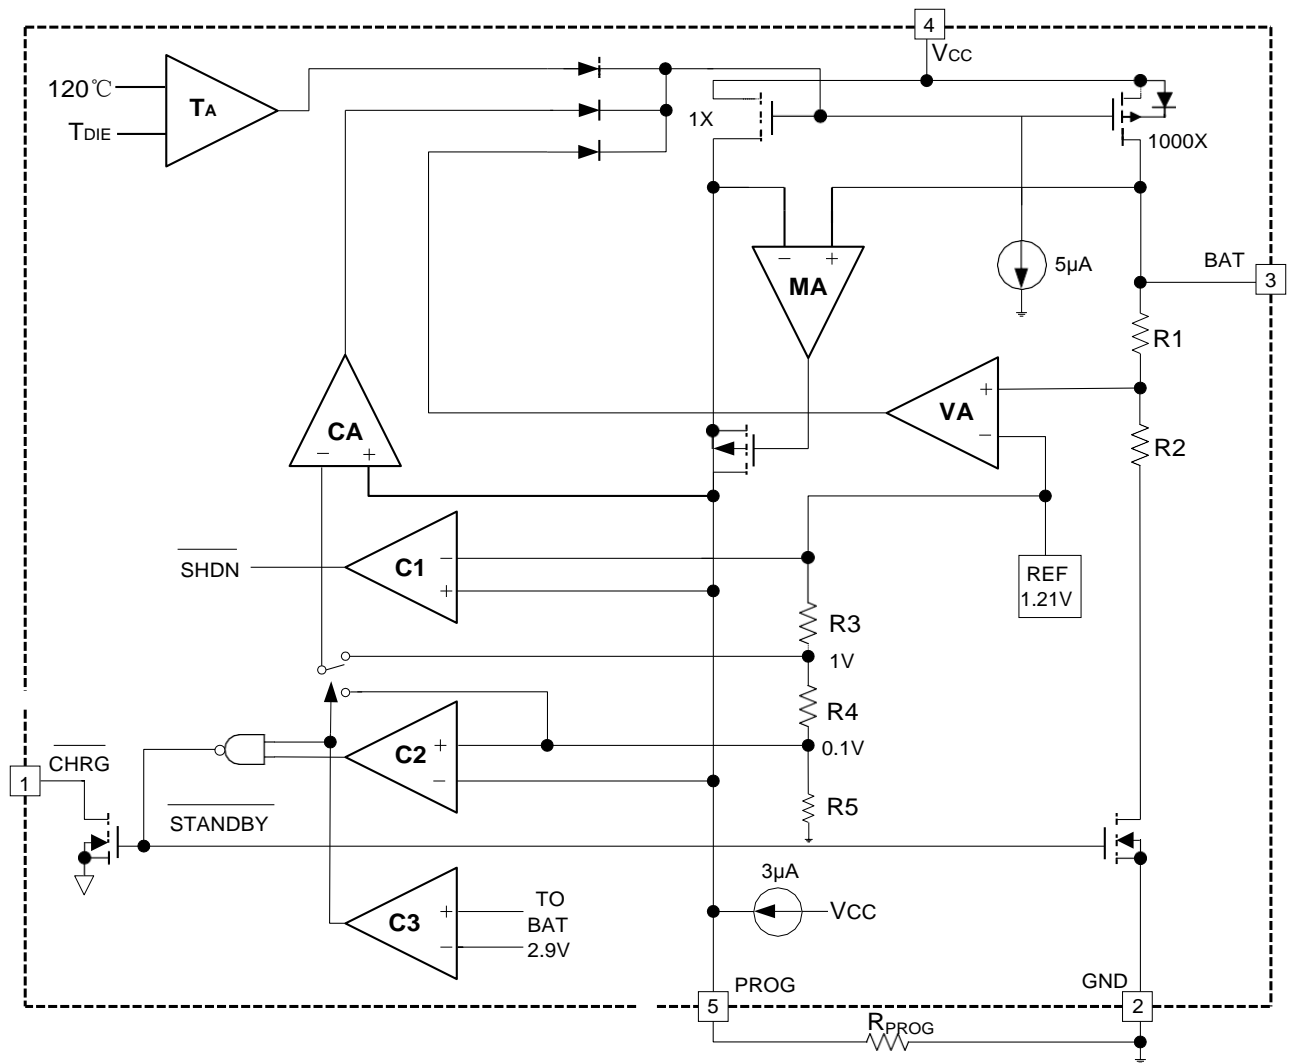 4
VCC
120℃
TA
TDIE
1X
1000X
− +
MA
5μA
BAT
3
R1
+
VA
−
R2
CA
− +
SHDN
C1
−
+
REF
1.21V
R3
1V
R4
0.1V
R5
CHRG
1
C2
+
−
STANDBY
3μA
VCC
C3
+
−
TO
BAT
2.9V
PROG
5
GND
2
RPROG